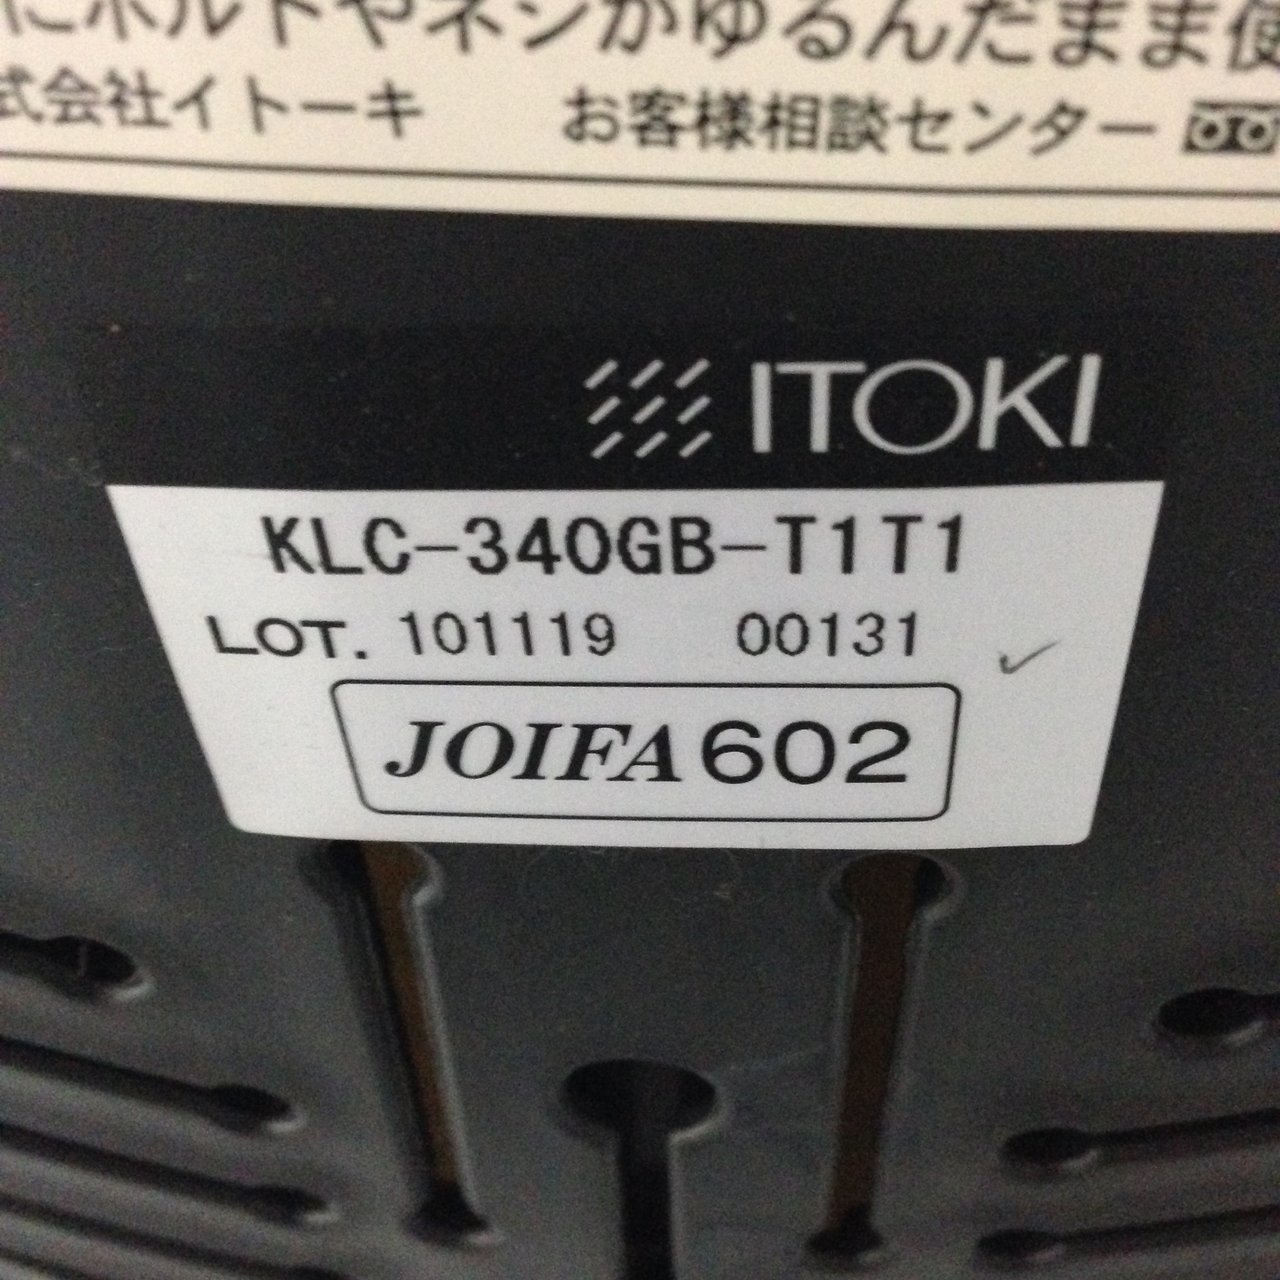 にボルトやネジがゆるんだまま使
式会社イトーキ お客様相談センター
ITOKI
KLC-340GB-T1T1
LOT. 101119 00131
JOIFA 602